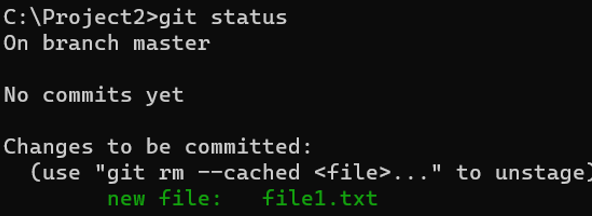 C:\Project2>git status
On branch master
No commits yet
Changes to be committed:
(use "git rm --cached <file>..." to unstage)
new file: file1.txt